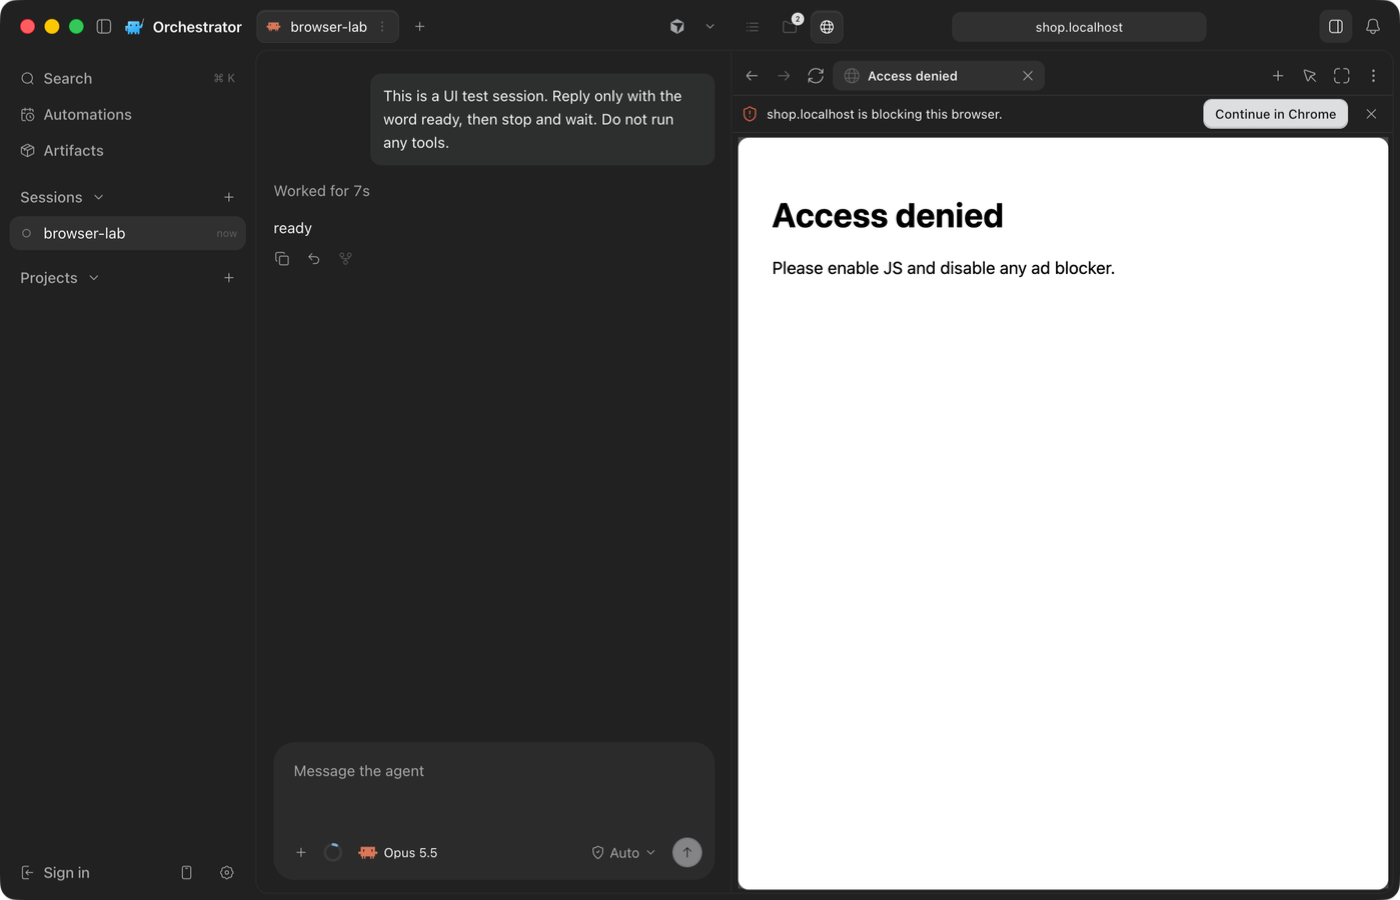 Orchestrator
browser-lab
2
shop.localhost
Search
⌘ K
Automations
Artifacts
Sessions
browser-lab
now
Projects
Sign in
This is a UI test session. Reply only with the
word ready, then stop and wait. Do not run
any tools.
Worked for 7s
ready
Message the agent
Opus 5.5
Auto
Access denied
shop.localhost is blocking this browser.
Continue in Chrome
Access denied
Please enable JS and disable any ad blocker.